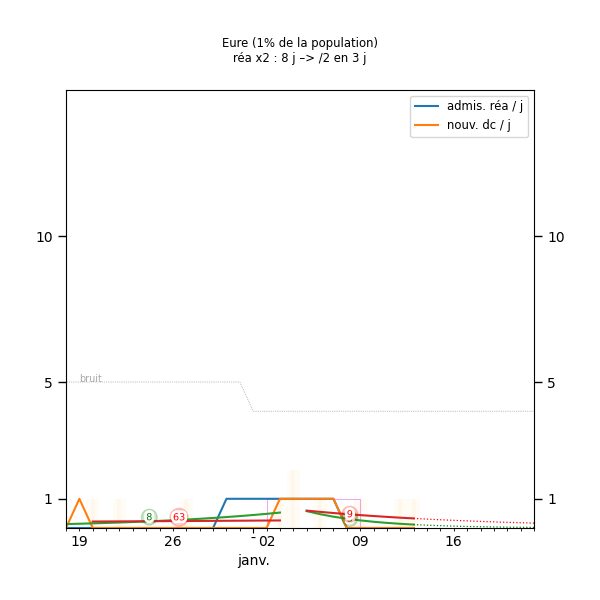 Eure (1% de la population)
réa x2 : 8 j –> /2 en 3 j
admis. réa / j
nouv. dc / j
10
10
5
5
bruit
1
1
8
63
9
19
26
02
09
16
janv.